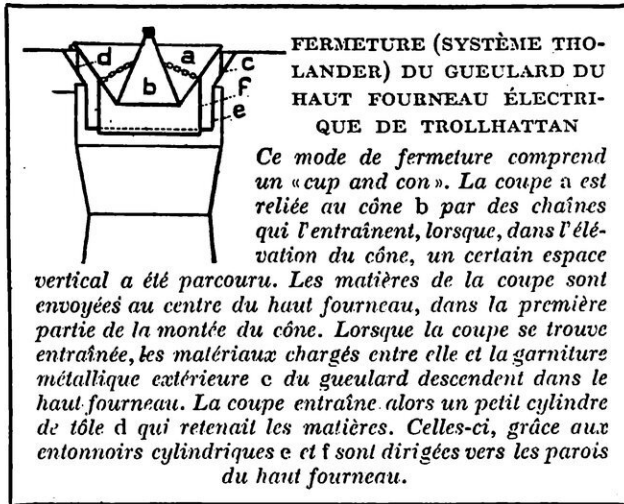 d
a
c
b
f
e
FERMETURE (SYSTÈME THO-
LANDER) DU GUEULARD DU
HAUT FOURNEAU ÉLECTRI-
QUE DE TROLLHATTAN
Ce mode de fermeture comprend
un «cup and con». La coupe a est
reliée au cône b par des chaînes
qui l'entraînent, lorsque, dans l'élé-
vation du cône, un certain espace
vertical a été parcouru. Les matières de la coupe sont
envoyées au centre du haut fourneau, dans la première
partie de la montée du cône. Lorsque la coupe se trouve
entraînée, les matériaux chargés entre elle et la garniture
métallique extérieure c du gueulard descendent dans le
haut fourneau. La coupe entraîne alors un petit cylindre
de tôle d qui retenait les matières. Celles-ci, grâce aux
entonnoirs cylindriques e et f sont dirigées vers les parois
du haut fourneau.